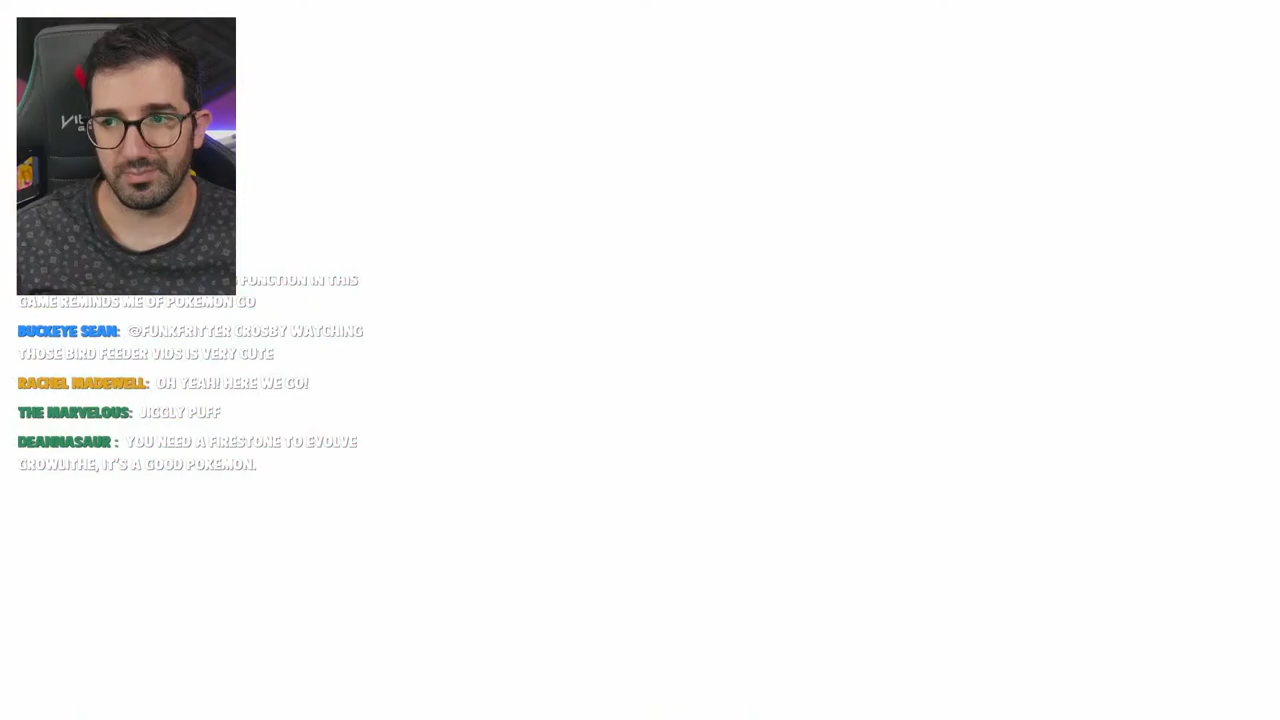 FUNCTION IN THIS
GAME REMINDS ME OF POKEMON GO
BUCKEYE SEAN: @FUNKFRITTER CROSBY WATCHING
THOSE BIRD FEEDER VIDS IS VERY CUTE
RACHEL MADEWELL: OH YEAH! HERE WE GO!
THE MARVELOUS: JIGGLY PUFF
DEANNASAUR : YOU NEED A FIRESTONE TO EVOLVE
GROWLITHE, IT'S A GOOD POKEMON.